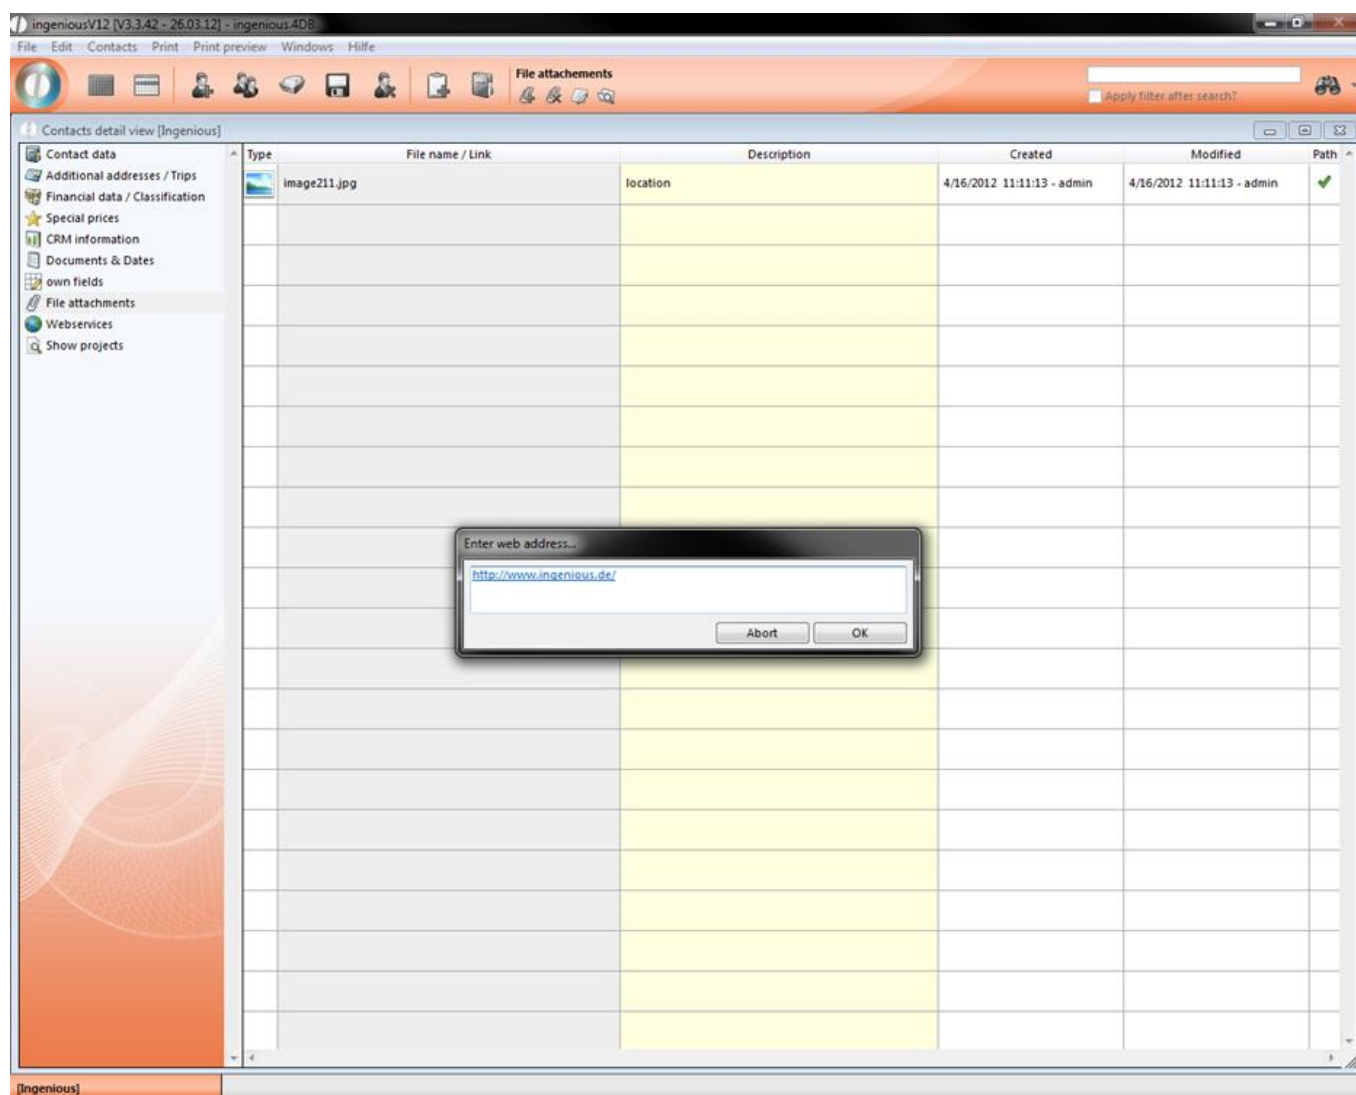 ingeniousV12 [V3.3.42 - 26.03.12] - ingenious.4DB
File Edit Contacts Print Print preview Windows Hilfe
File attachements
Apply filter after search?
Contacts detail view [Ingenious]
Contact data
Additional addresses / Trips
Financial data / Classification
Special prices
CRM information
Documents & Dates
own fields
File attachments
Webservices
Show projects
Type File name / Link Description Created Modified Path
image211.jpg location 4/16/2012 11:11:13 - admin 4/16/2012 11:11:13 - admin
Enter web address...
http://www.ingenious.de/
Abort OK
[Ingenious]